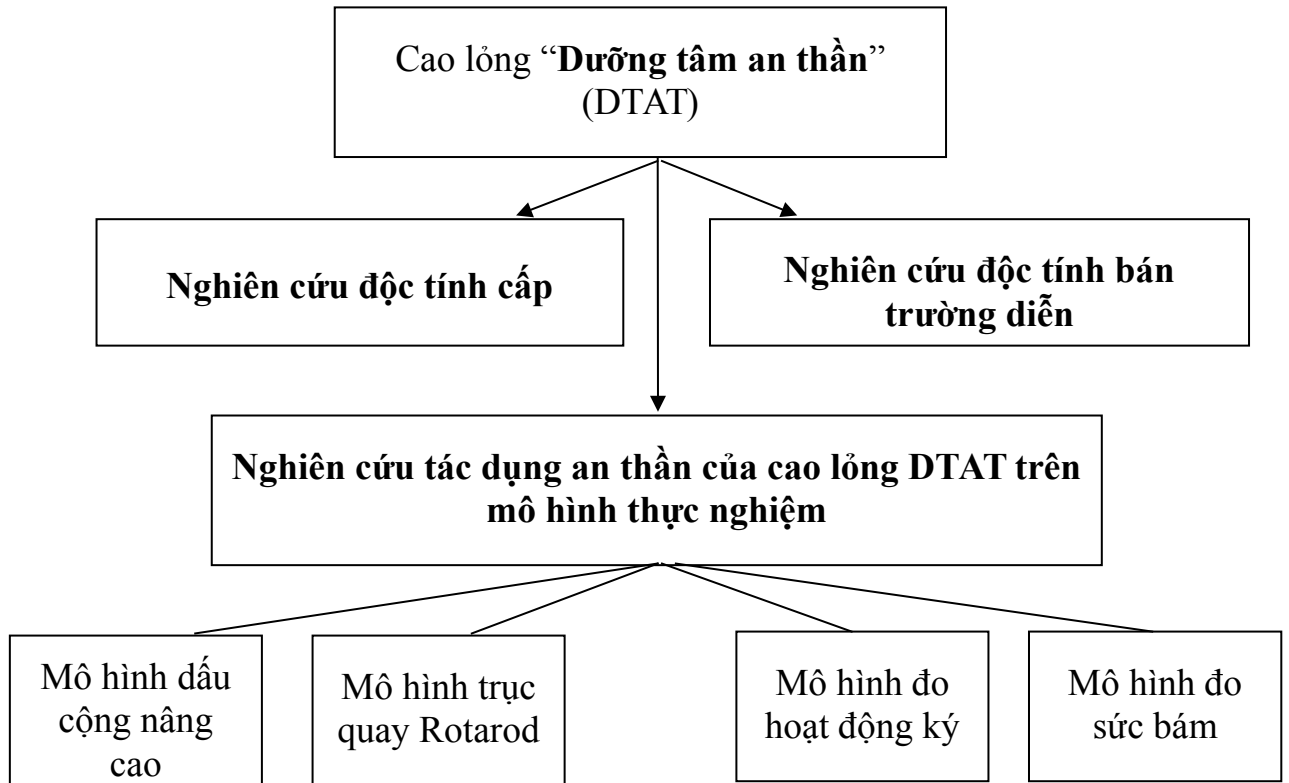 Cao lỏng “Dưỡng tâm an thần”
(DTAT)
Nghiên cứu độc tính cấp
Nghiên cứu độc tính bán
trường diễn
Nghiên cứu tác dụng an thần của cao lỏng DTAT trên
mô hình thực nghiệm
Mô hình dấu
cộng nâng
cao
Mô hình trục
quay Rotarod
Mô hình đo
hoạt động ký
Mô hình đo
sức bám